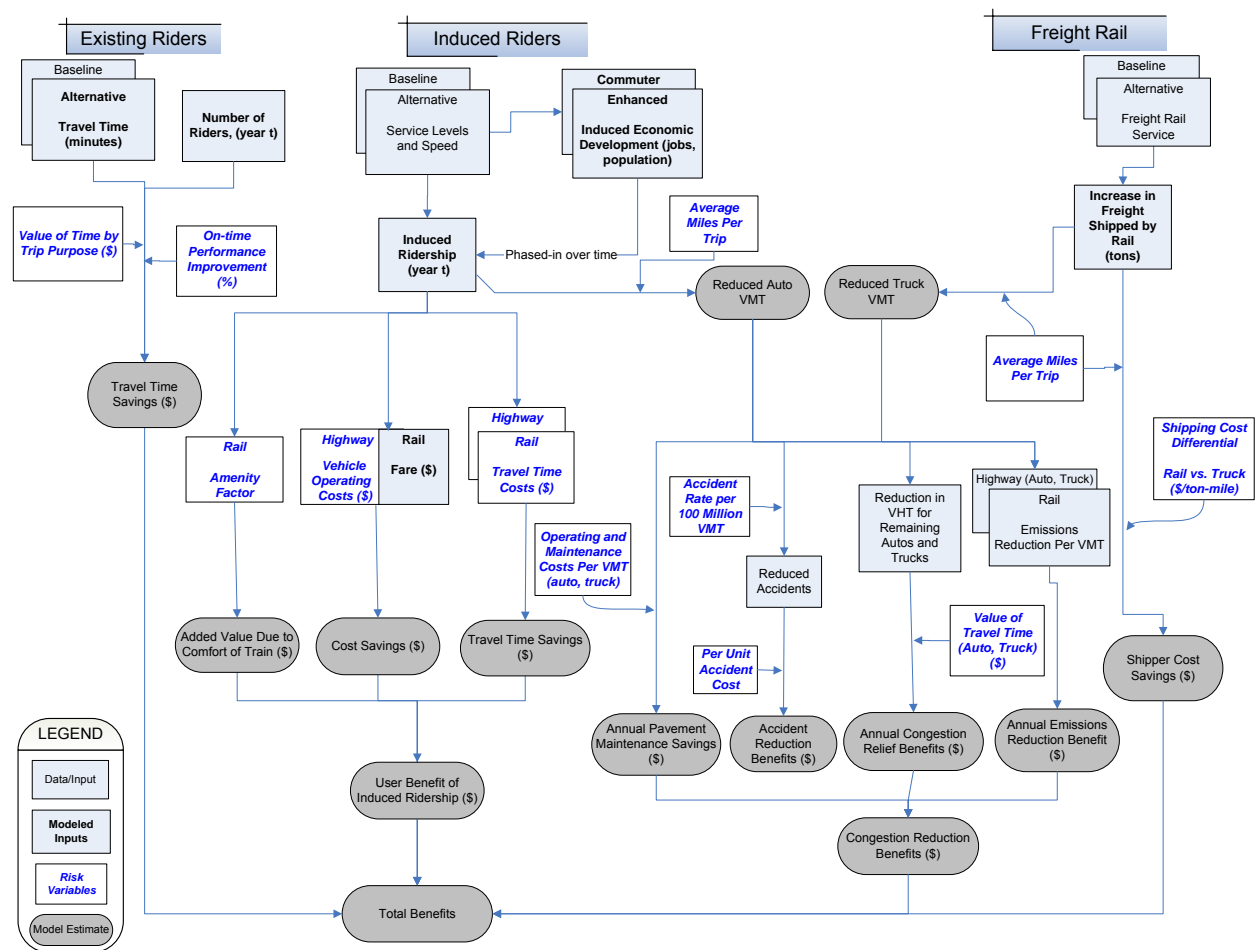 Existing Riders
Induced Riders
Freight Rail
Baseline
Alternative
Travel Time
(minutes)
Number of
Riders, (year t)
Value of Time by
Trip Purpose ($)
On-time
Performance
Improvement
(%)
Travel Time
Savings ($)
Baseline
Alternative
Service Levels
and Speed
Commuter
Enhanced
Induced Economic
Development (jobs,
population)
Induced
Ridership
(year t)
Phased-in over time
Average
Miles Per
Trip
Reduced Auto
VMT
Reduced Truck
VMT
Baseline
Alternative
Freight Rail
Service
Increase in
Freight
Shipped by
Rail
(tons)
Average Miles
Per Trip
Shipping Cost
Differential
Rail vs. Truck
($/ton-mile)
Rail
Amenity
Factor
Highway
Vehicle
Operating
Costs ($)
Rail
Fare ($)
Highway
Rail
Travel Time
Costs ($)
Operating and
Maintenance
Costs Per VMT
(auto, truck)
Accident
Rate per
100 Million
VMT
Reduced
Accidents
Reduction in
VHT for
Remaining
Autos and
Trucks
Highway (Auto, Truck)
Rail
Emissions
Reduction Per VMT
Added Value Due to
Comfort of Train ($)
Cost Savings ($)
Travel Time Savings
($)
Per Unit
Accident
Cost
Value of
Travel Time
(Auto, Truck)
($)
Shipper Cost
Savings ($)
Annual Pavement
Maintenance Savings
($)
Accident
Reduction
Benefits ($)
Annual Congestion
Relief Benefits ($)
Annual Emissions
Reduction Benefit
($)
User Benefit of
Induced Ridership ($)
Congestion Reduction
Benefits ($)
Total Benefits
LEGEND
Data/Input
Modeled
Inputs
Risk
Variables
Model Estimate